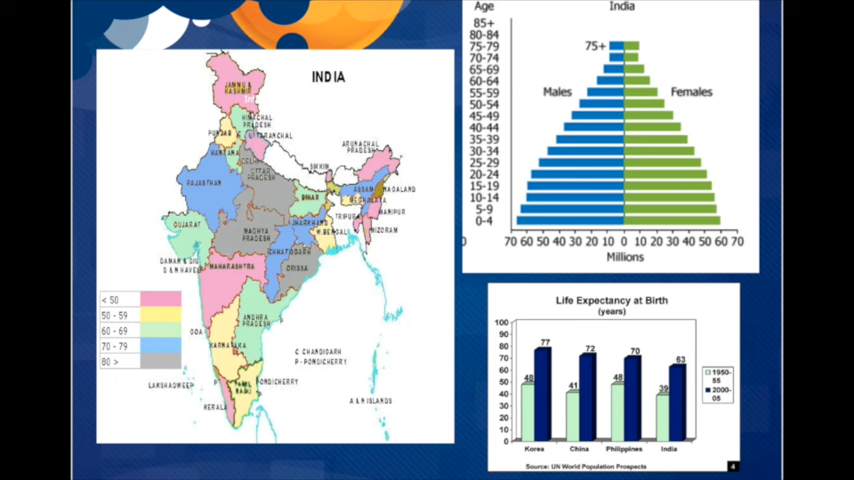 INDIA
JAMMU &
KASHMIR
HIMACHAL
PRADESH
PUNJAB
C
UTTRANCHAL
HARYANA
DELHI
UTTAR
PRADESH
RAJASTHAN
SIKKIM
ARUNACHAL
PRADESH
ASSAM
NAGALAND
MEGHALAYA
MANIPUR
TRIPURA
MIZORAM
BIHAR
JHARKHAND
W.BENGAL
GUJARAT
MADHYA
PRADESH
CHHATISGARH
ORISSA
DAMAN & DIU
D & N HAVELI
MAHARASHTRA
ANDHRA
PRADESH
P
GOA
KARNATAKA
C CHANDIGARH
P - PONDICHERRY
LAKSHADWEEP
P
PONDICHERRY
TAMIL
NADU
KERALA
A & N ISLANDS
< 50
50 - 59
60 - 69
70 - 79
80 >
Age
India
85+
80-84
75-79
75+
70-74
65-69
60-64
55-59
Males
Females
50-54
45-49
40-44
35-39
30-34
25-29
20-24
15-19
10-14
5-9
0-4
0
70 60 50 40 30 20 10 0 10 20 30 40 50 60 70
Millions
Life Expectancy at Birth
(years)
100
90
80
70
60
50
40
30
20
10
0
48
77
41
72
48
70
39
63
1950-
55
2000-
05
Korea
China
Philippines
India
Source: UN World Population Prospects
4